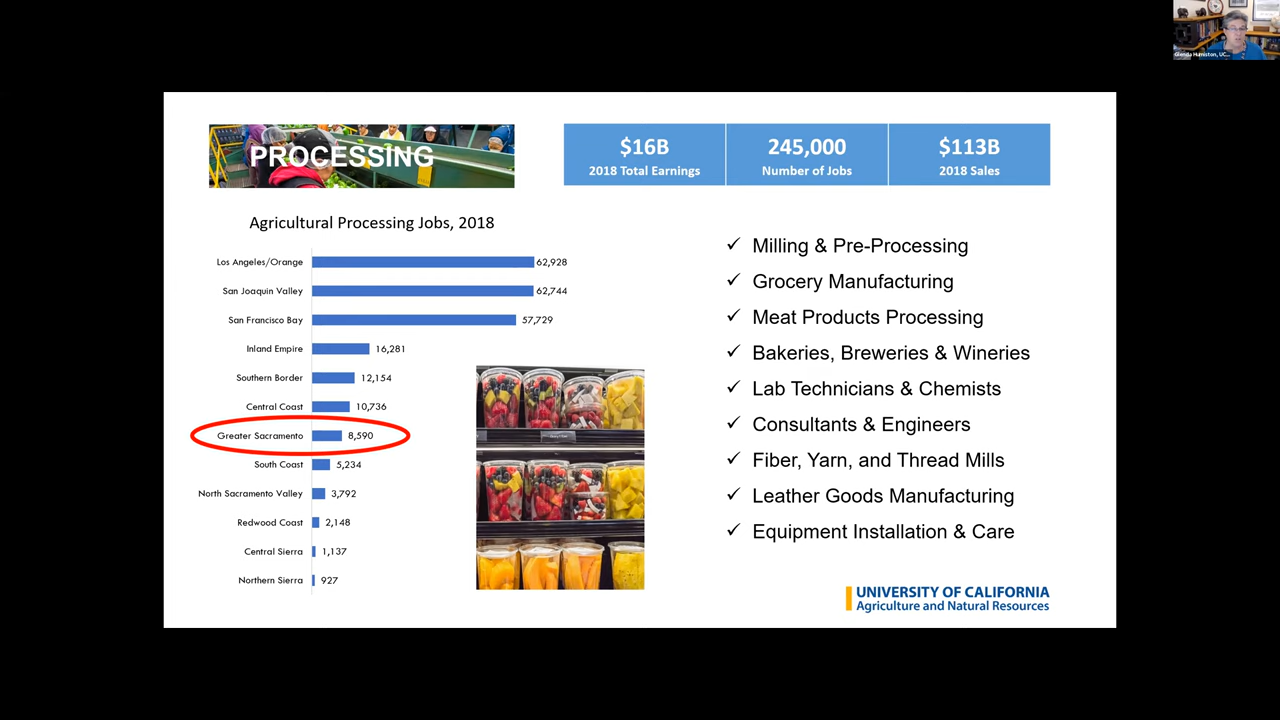 Glenda Humiston, UC...
PROCESSING
$16B
2018 Total Earnings
245,000
Number of Jobs
$113B
2018 Sales
Agricultural Processing Jobs, 2018
Los Angeles/Orange 62,928
San Joaquin Valley 62,744
San Francisco Bay 57,729
Inland Empire 16,281
Southern Border 12,154
Central Coast 10,736
Greater Sacramento 8,590
South Coast 5,234
North Sacramento Valley 3,792
Redwood Coast 2,148
Central Sierra 1,137
Northern Sierra 927
✓ Milling & Pre-Processing
✓ Grocery Manufacturing
✓ Meat Products Processing
✓ Bakeries, Breweries & Wineries
✓ Lab Technicians & Chemists
✓ Consultants & Engineers
✓ Fiber, Yarn, and Thread Mills
✓ Leather Goods Manufacturing
✓ Equipment Installation & Care
UNIVERSITY OF CALIFORNIA
Agriculture and Natural Resources